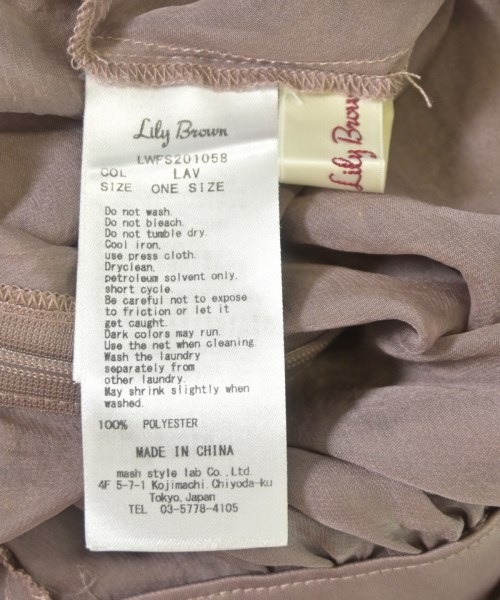 Lily Brown
LWFS201058
COL LAV
SIZE ONE SIZE
Do not wash.
Do not bleach.
Do not tumble dry.
Cool iron,
use press cloth.
Dryclean,
petroleum solvent only,
short cycle.
Be careful not to expose
to friction or let it
get caught.
Dark colors may run.
Use the net when cleaning.
Wash the laundry
separately from
other laundry.
May shrink slightly when
washed.
100% POLYESTER
MADE IN CHINA
mash style lab Co.,Ltd.
4F 5-7-1 Kojimachi,Chiyoda-ku
Tokyo,Japan
TEL 03-5778-4105
Lily Brown